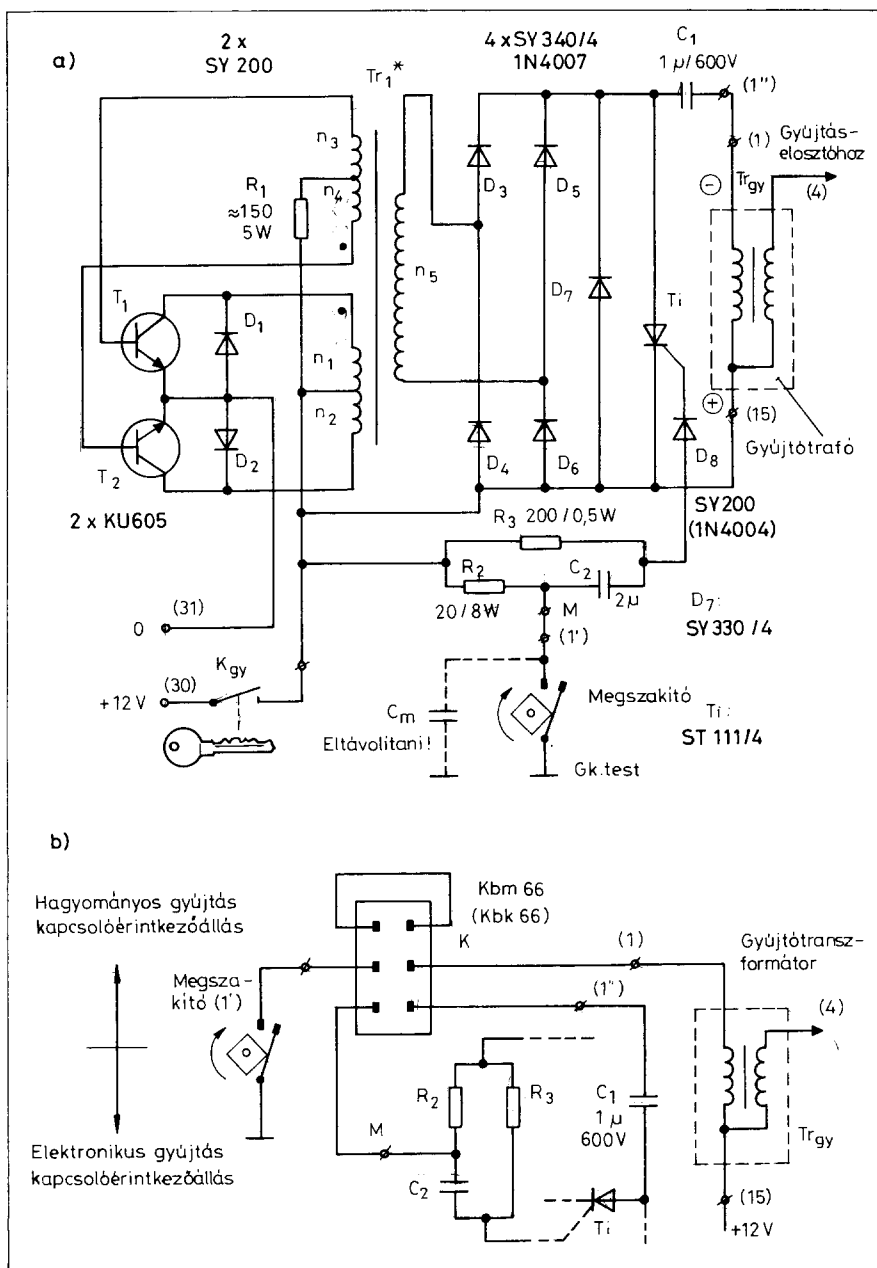 a)
2 x
SY 200
Tr1*
4 x SY 340/4
1N4007
C1
1 µ/600V
(1'')
(1)
Gyújtás-
elosztóhoz
(4)
Trgy
n3
n4
R1
≈150
5W
D3
D5
n5
D7
Ti
T1
D1
n1
n2
D2
T2
D4
D6
D8
(15)
Gyújtótrafó
2 x KU605
SY200
(1N4004)
R3 200/0,5W
R2
C2
20/8W
2µ
M
(1')
D7:
SY330/4
0
(31)
Kgy
+12V
(30)
Cm
Eltávolítani!
Megszakító
Gk.test
Ti:
ST 111/4
b)
Hagyományos gyújtás
kapcsolóérintkezőállás
Kbm 66
(Kbk 66)
K
Megsza-
kító (1')
(1)
(1'')
Gyújtótransz-
formátor
(4)
R2
R3
C1
1 µ
600V
M
C2
Ti
Trgy
(15)
+12V
Elektronikus gyújtás
kapcsolóérintkezőállás